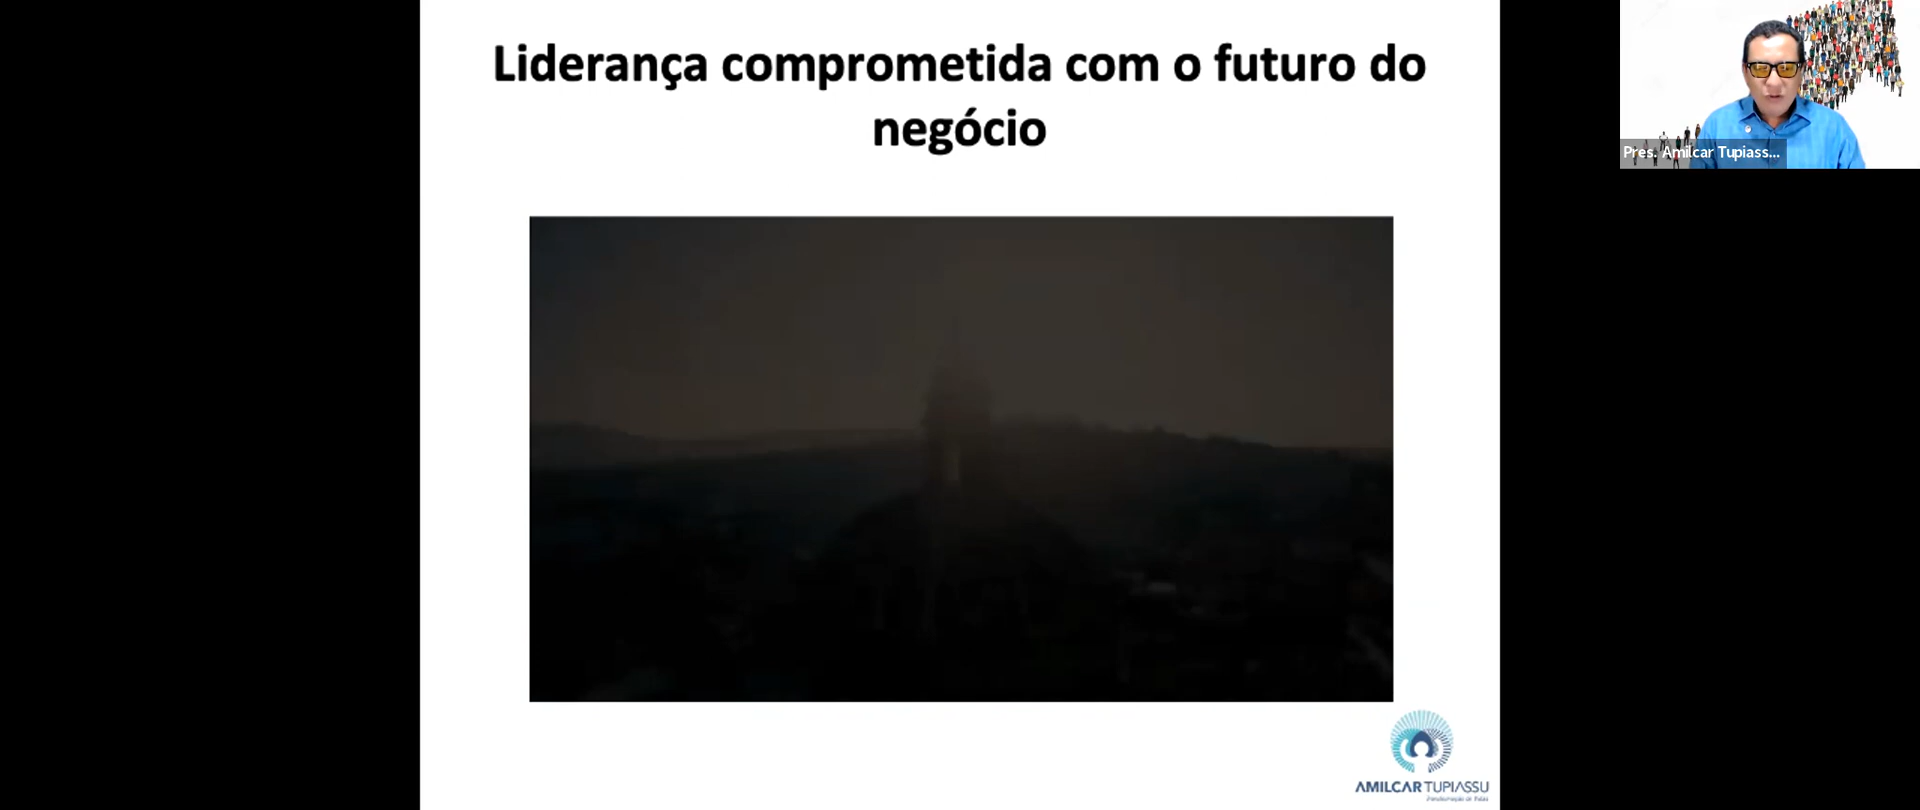 Liderança comprometida com o futuro do
negócio
Pres. Amilcar Tupiass...
AMILCAR TUPIASSU